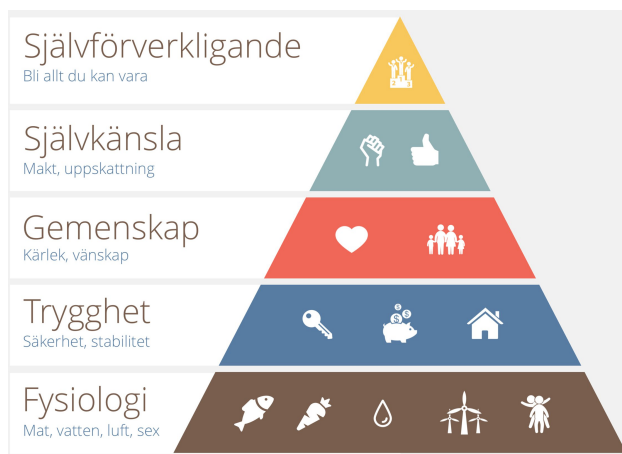 Självförverkligande
Bli allt du kan vara
Självkänsla
Makt, uppskattning
Gemenskap
Kärlek, vänskap
Trygghet
Säkerhet, stabilitet
Fysiologi
Mat, vatten, luft, sex